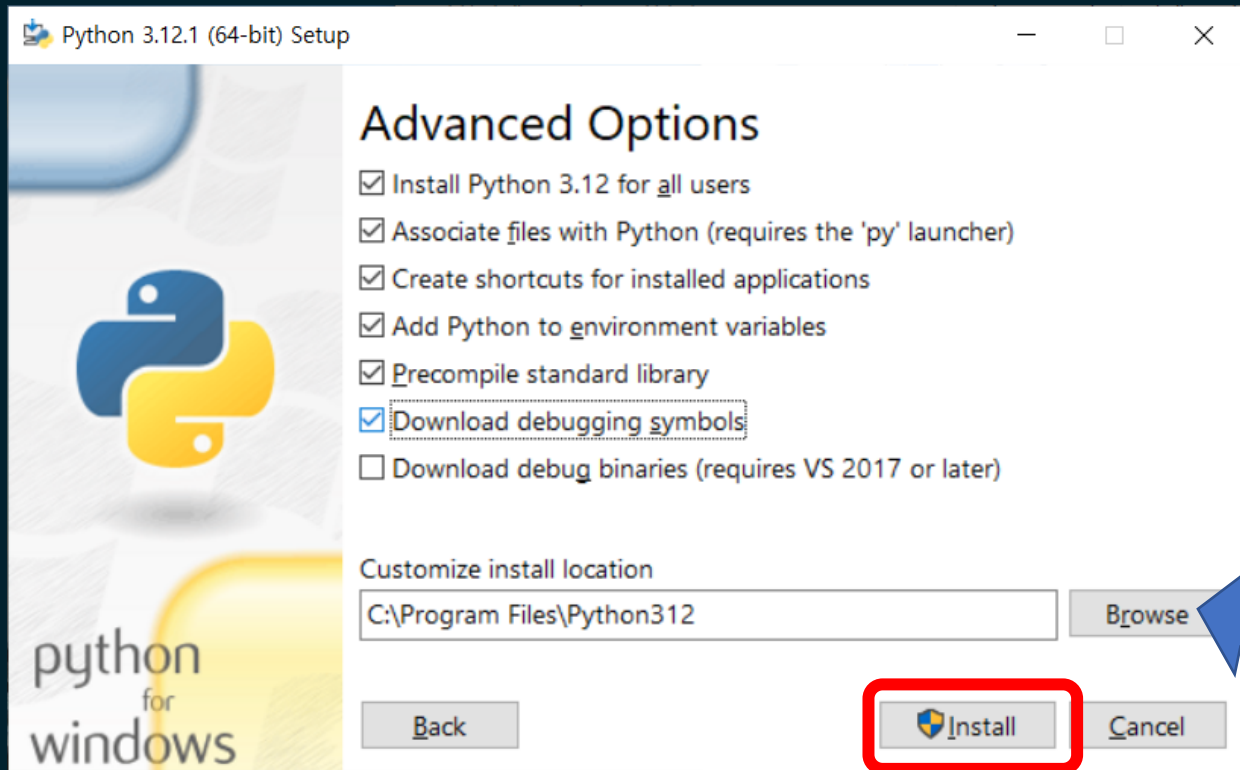 Python 3.12.1 (64-bit) Setup
Advanced Options
Install Python 3.12 for all users
Associate files with Python (requires the 'py' launcher)
Create shortcuts for installed applications
Add Python to environment variables
Precompile standard library
Download debugging symbols
Download debug binaries (requires VS 2017 or later)
Customize install location
C:\Program Files\Python312
Browse
python
for
windows
Back
Install
Cancel